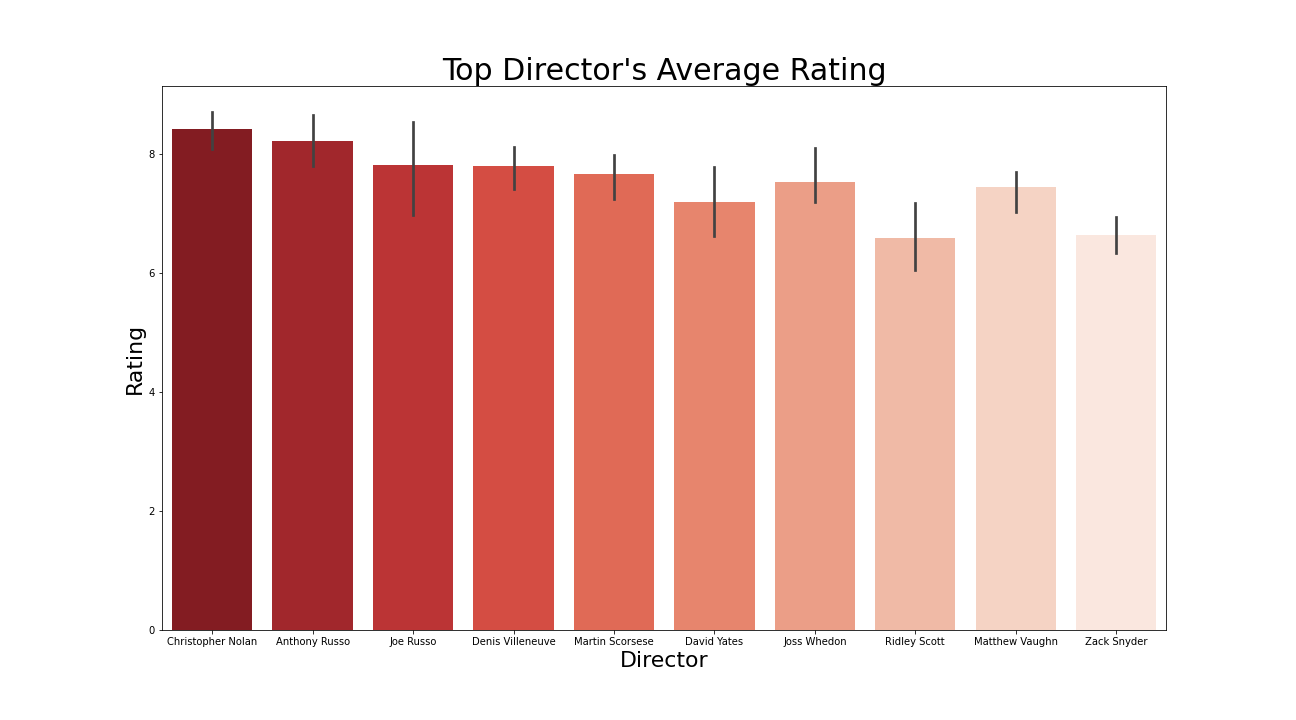 Top Director's Average Rating
8
6
4
2
0
Rating
Christopher Nolan Anthony Russo Joe Russo Denis Villeneuve Martin Scorsese David Yates Joss Whedon Ridley Scott Matthew Vaughn Zack Snyder
Director